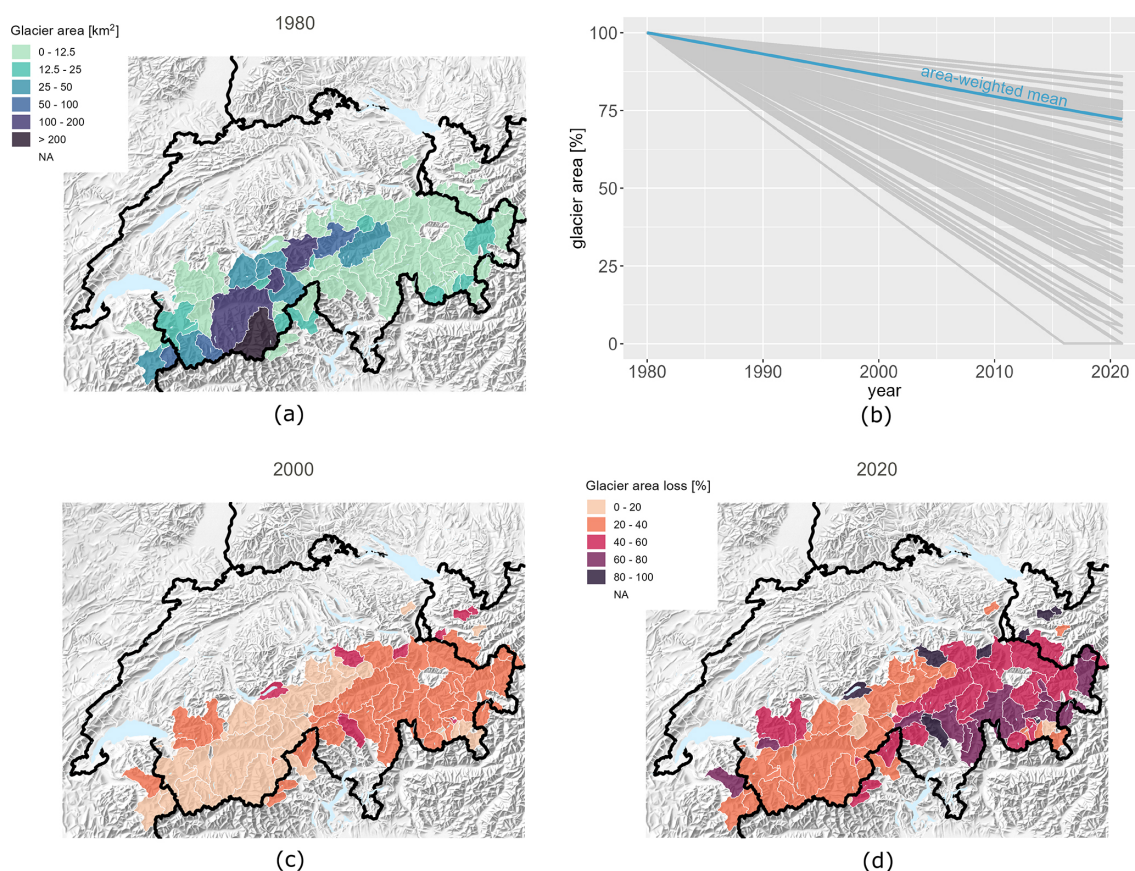 1980
Glacier area [km²]
0 - 12.5
12.5 - 25
25 - 50
50 - 100
100 - 200
> 200
NA
(a)
100
75
50
25
0
glacier area [%]
area-weighted mean
1980
1990
2000
2010
2020
year
(b)
2000
(c)
2020
Glacier area loss [%]
0 - 20
20 - 40
40 - 60
60 - 80
80 - 100
NA
(d)